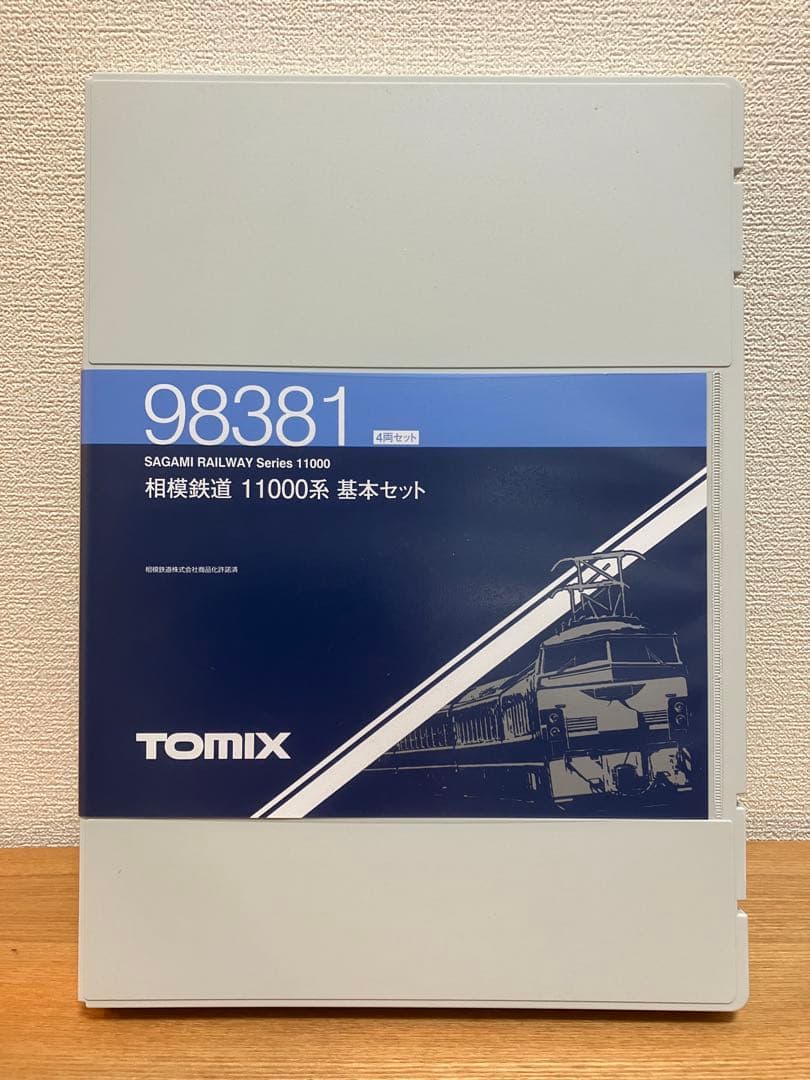 98381 4両セット
SAGAMI RAILWAY Series 11000
相模鉄道 11000系 基本セット
相模鉄道株式会社商品化許諾済
TOMIX